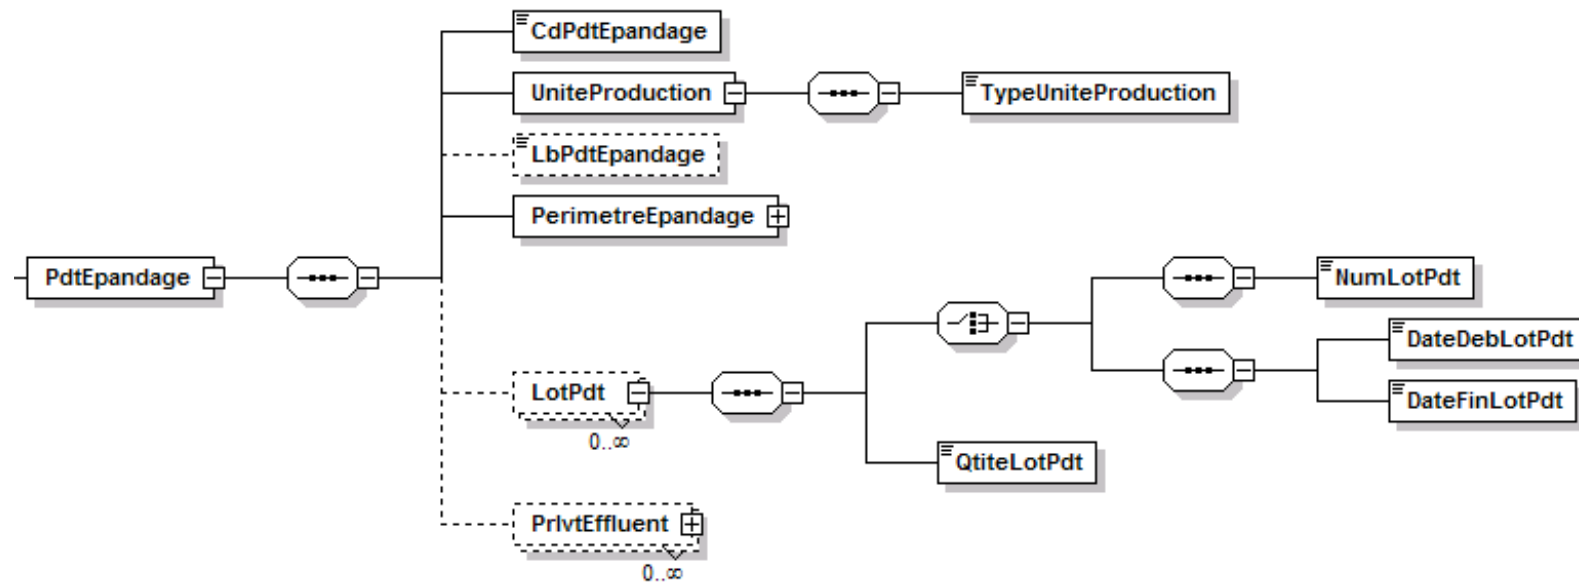 CdPdtEpandage
UniteProduction
TypeUniteProduction
LbPdtEpandage
PerimetreEpandage
PdtEpandage
NumLotPdt
DateDebLotPdt
LotPdt
DateFinLotPdt
0..∞
QtiteLotPdt
PrlvtEffluent
0..∞